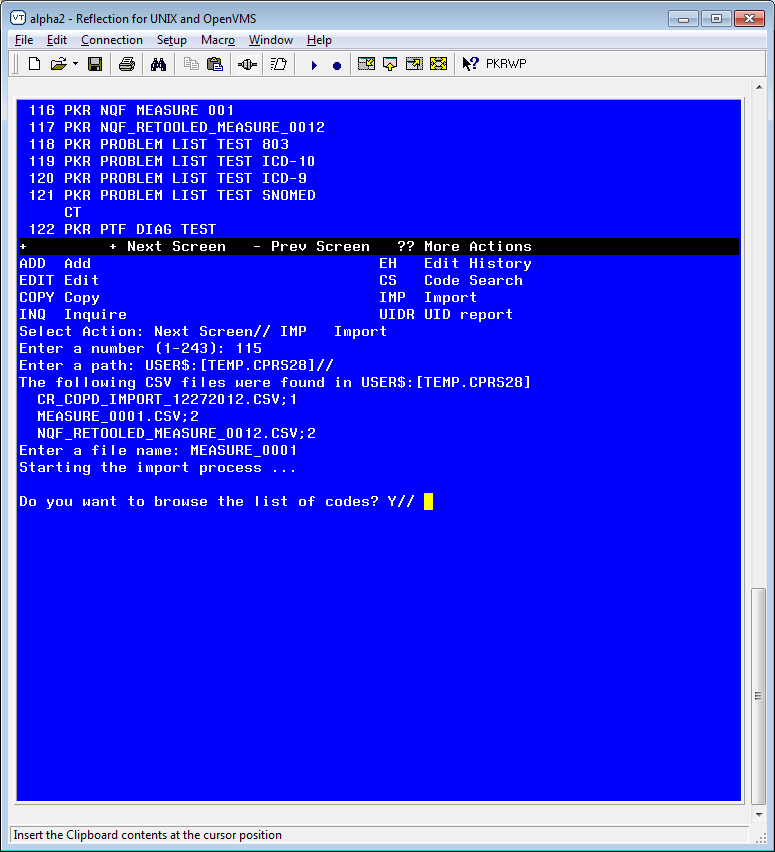 VT alpha2 - Reflection for UNIX and OpenVMS
File Edit Connection Setup Macro Window Help
PKRWP
116 PKR NQF MEASURE 001
117 PKR NQF_RETOOLED_MEASURE_0012
118 PKR PROBLEM LIST TEST 803
119 PKR PROBLEM LIST TEST ICD-10
120 PKR PROBLEM LIST TEST ICD-9
121 PKR PROBLEM LIST TEST SNOMED
CT
122 PKR PTF DIAG TEST
+ + Next Screen - Prev Screen ?? More Actions
ADD Add EH Edit History
EDIT Edit CS Code Search
COPY Copy IMP Import
INQ Inquire UIDR UID report
Select Action: Next Screen// IMP Import
Enter a number (1-243): 115
Enter a path: USER$:[TEMP.CPRS28]//
The following CSV files were found in USER$:[TEMP.CPRS28]
CR_COPD_IMPORT_12272012.CSV;1
MEASURE_0001.CSV;2
NQF_RETOOLED_MEASURE_0012.CSV;2
Enter a file name: MEASURE_0001
Starting the import process ...
Do you want to browse the list of codes? Y//
Insert the Clipboard contents at the cursor position